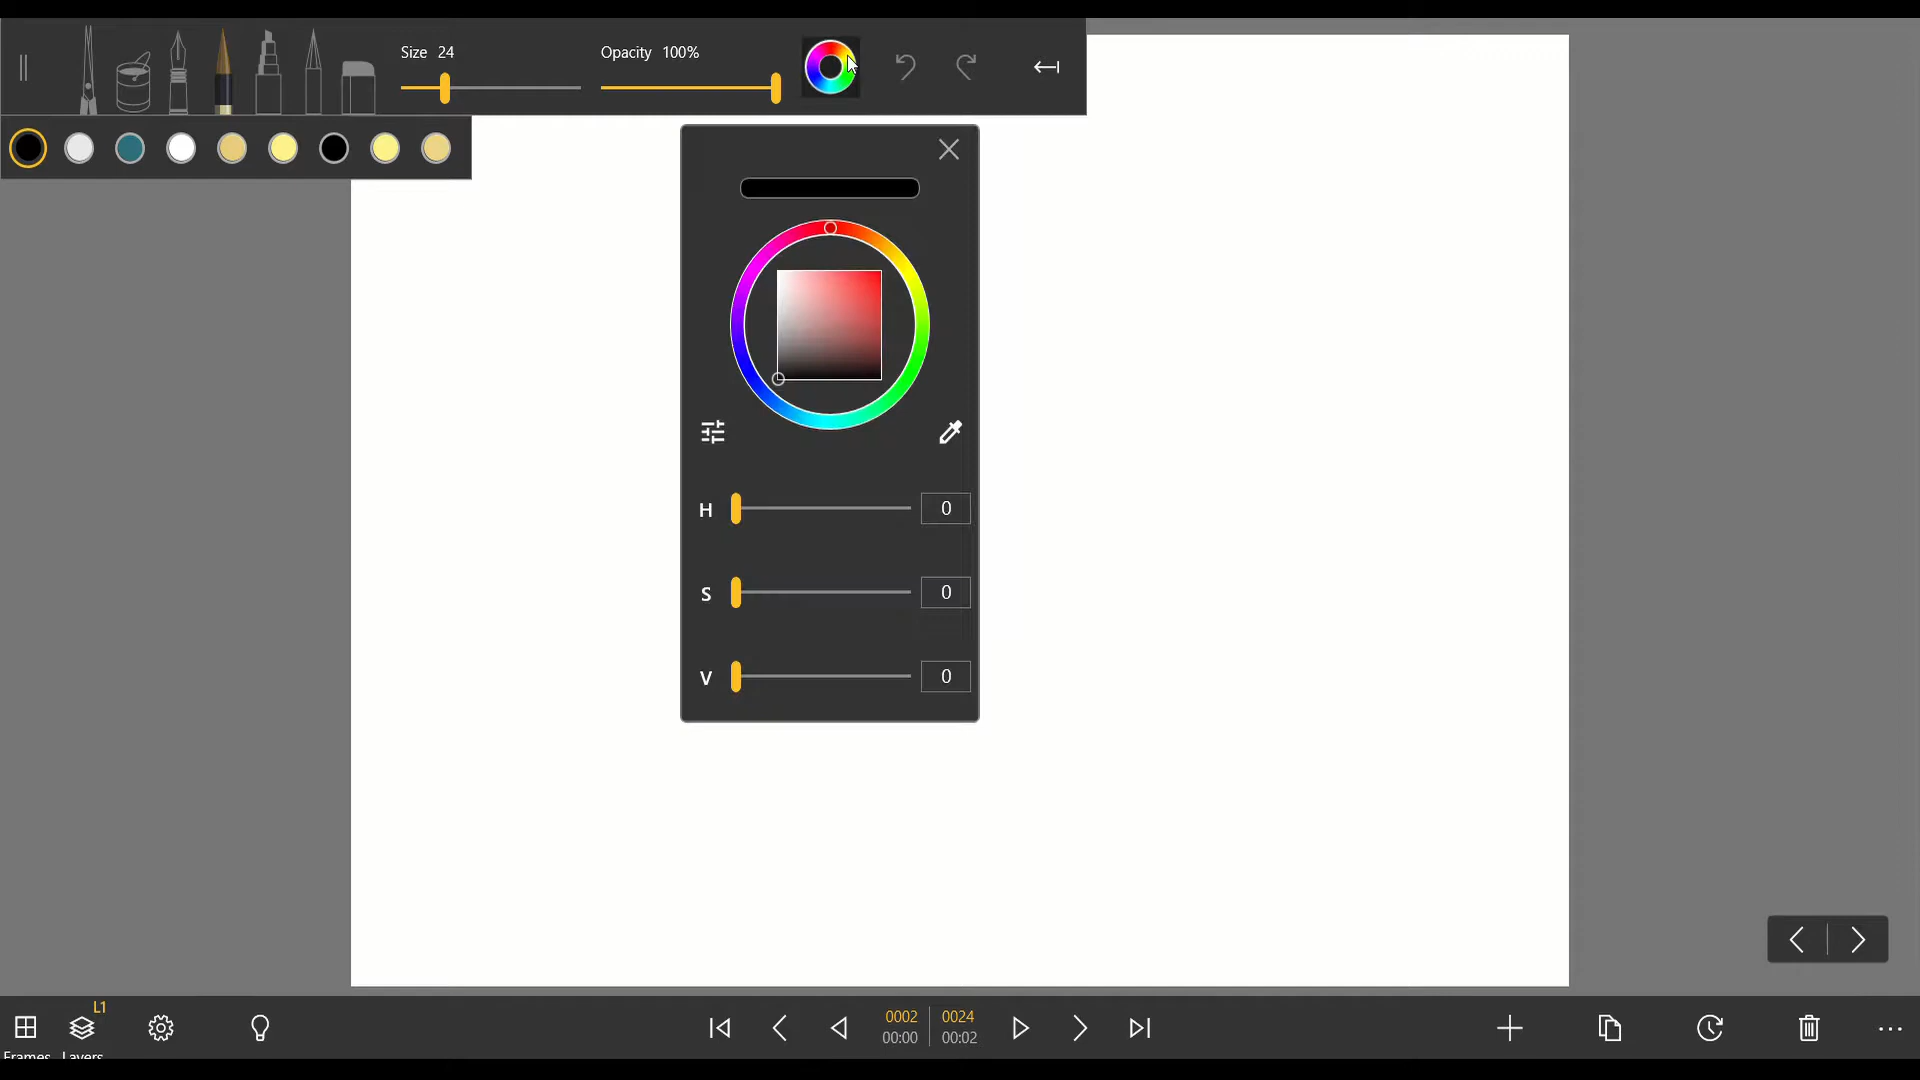 Size 24
Opacity 100%
H 0
S 0
V 0
L1
0002 0024
00:00 00:02
Frames Layers